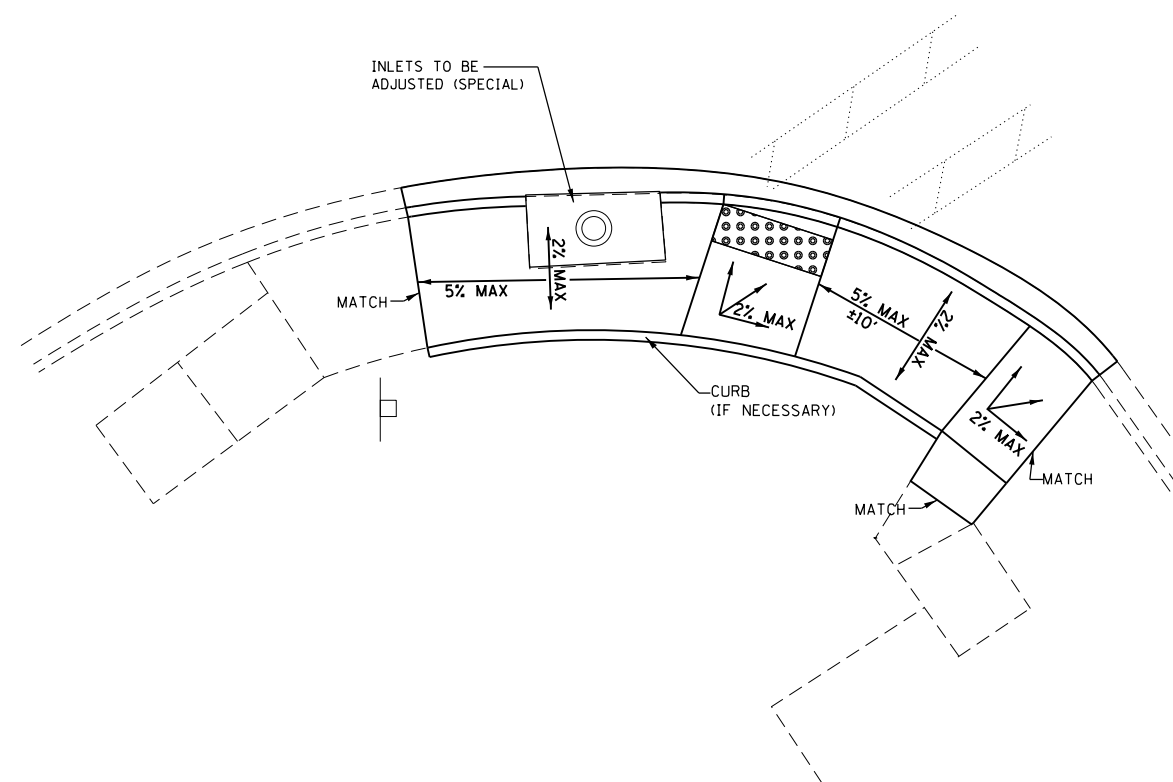 INLETS TO BE
ADJUSTED (SPECIAL)
2% MAX
5% MAX
MATCH
2% MAX
5% MAX
±10'
2% MAX
CURB
(IF NECESSARY)
2% MAX
MATCH
MATCH